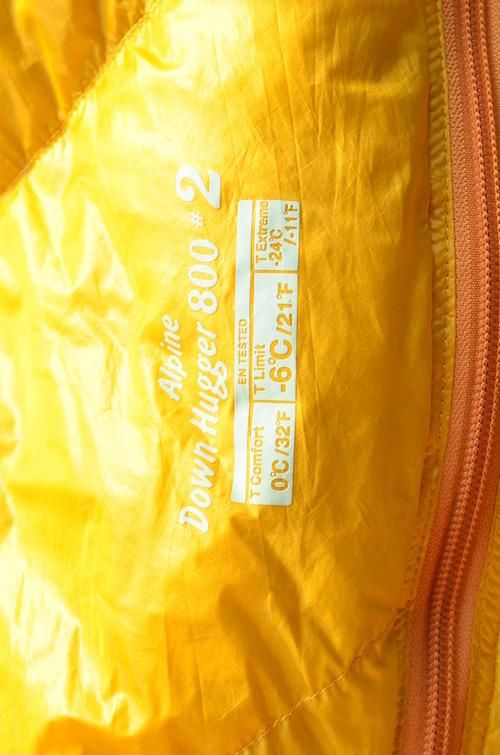 Alpine
Down Hugger 800 #2
EN TESTED
T Comfort
0℃/32℉
T Limit
-6℃/21℉
T Extreme
-24℃
/-11℉